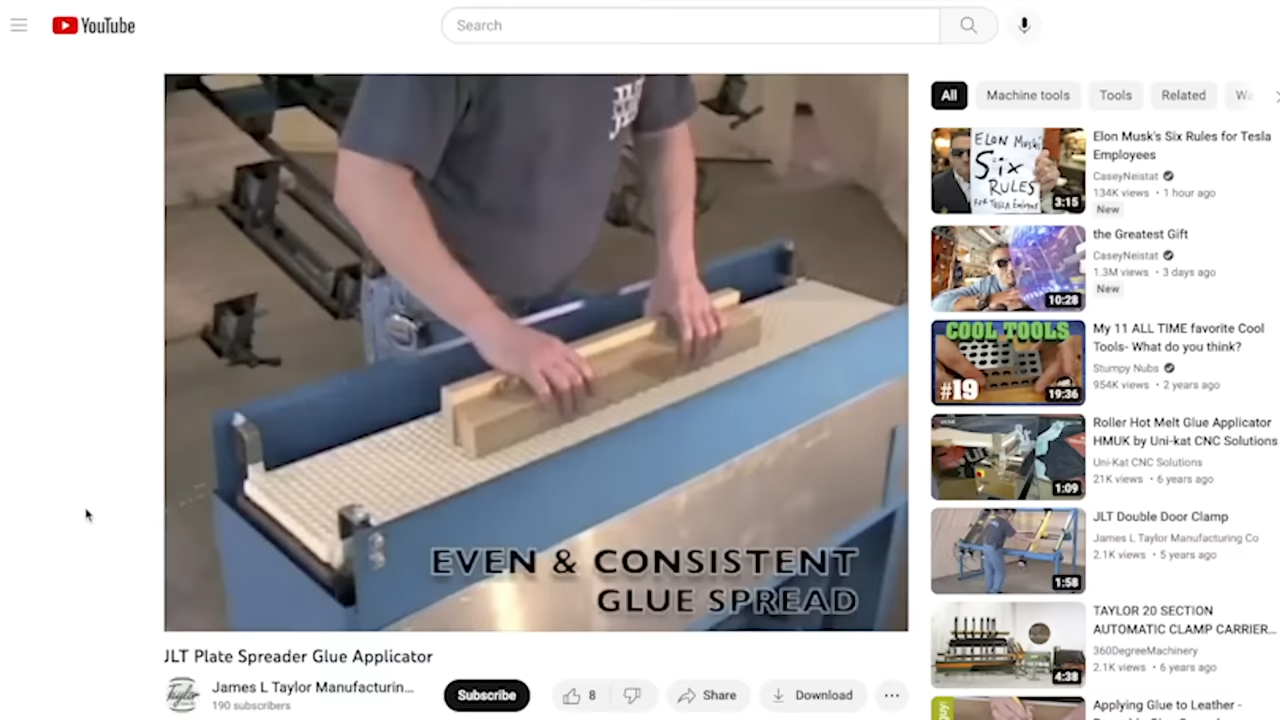 YouTube
Search
EVEN & CONSISTENT
GLUE SPREAD
JLT Plate Spreader Glue Applicator
James L Taylor Manufacturin...
190 subscribers
Subscribe
8
Share
Download
All
Machine tools
Tools
Related
ELON Musk's
Six
RULES
FOR Tesla Employees
3:15
Elon Musk's Six Rules for Tesla
Employees
CaseyNeistat
134K views • 1 hour ago
New
10:28
the Greatest Gift
CaseyNeistat
1.3M views • 3 days ago
New
COOL TOOLS
#19
19:36
My 11 ALL TIME favorite Cool
Tools- What do you think?
Stumpy Nubs
954K views • 2 years ago
1:09
Roller Hot Melt Glue Applicator
HMUK by Uni-kat CNC Solutions
Uni-Kat CNC Solutions
21K views • 6 years ago
1:58
JLT Double Door Clamp
James L Taylor Manufacturing Co
2.1K views • 5 years ago
4:38
TAYLOR 20 SECTION
AUTOMATIC CLAMP CARRIER...
360DegreeMachinery
2.1K views • 6 years ago
Applying Glue to Leather -